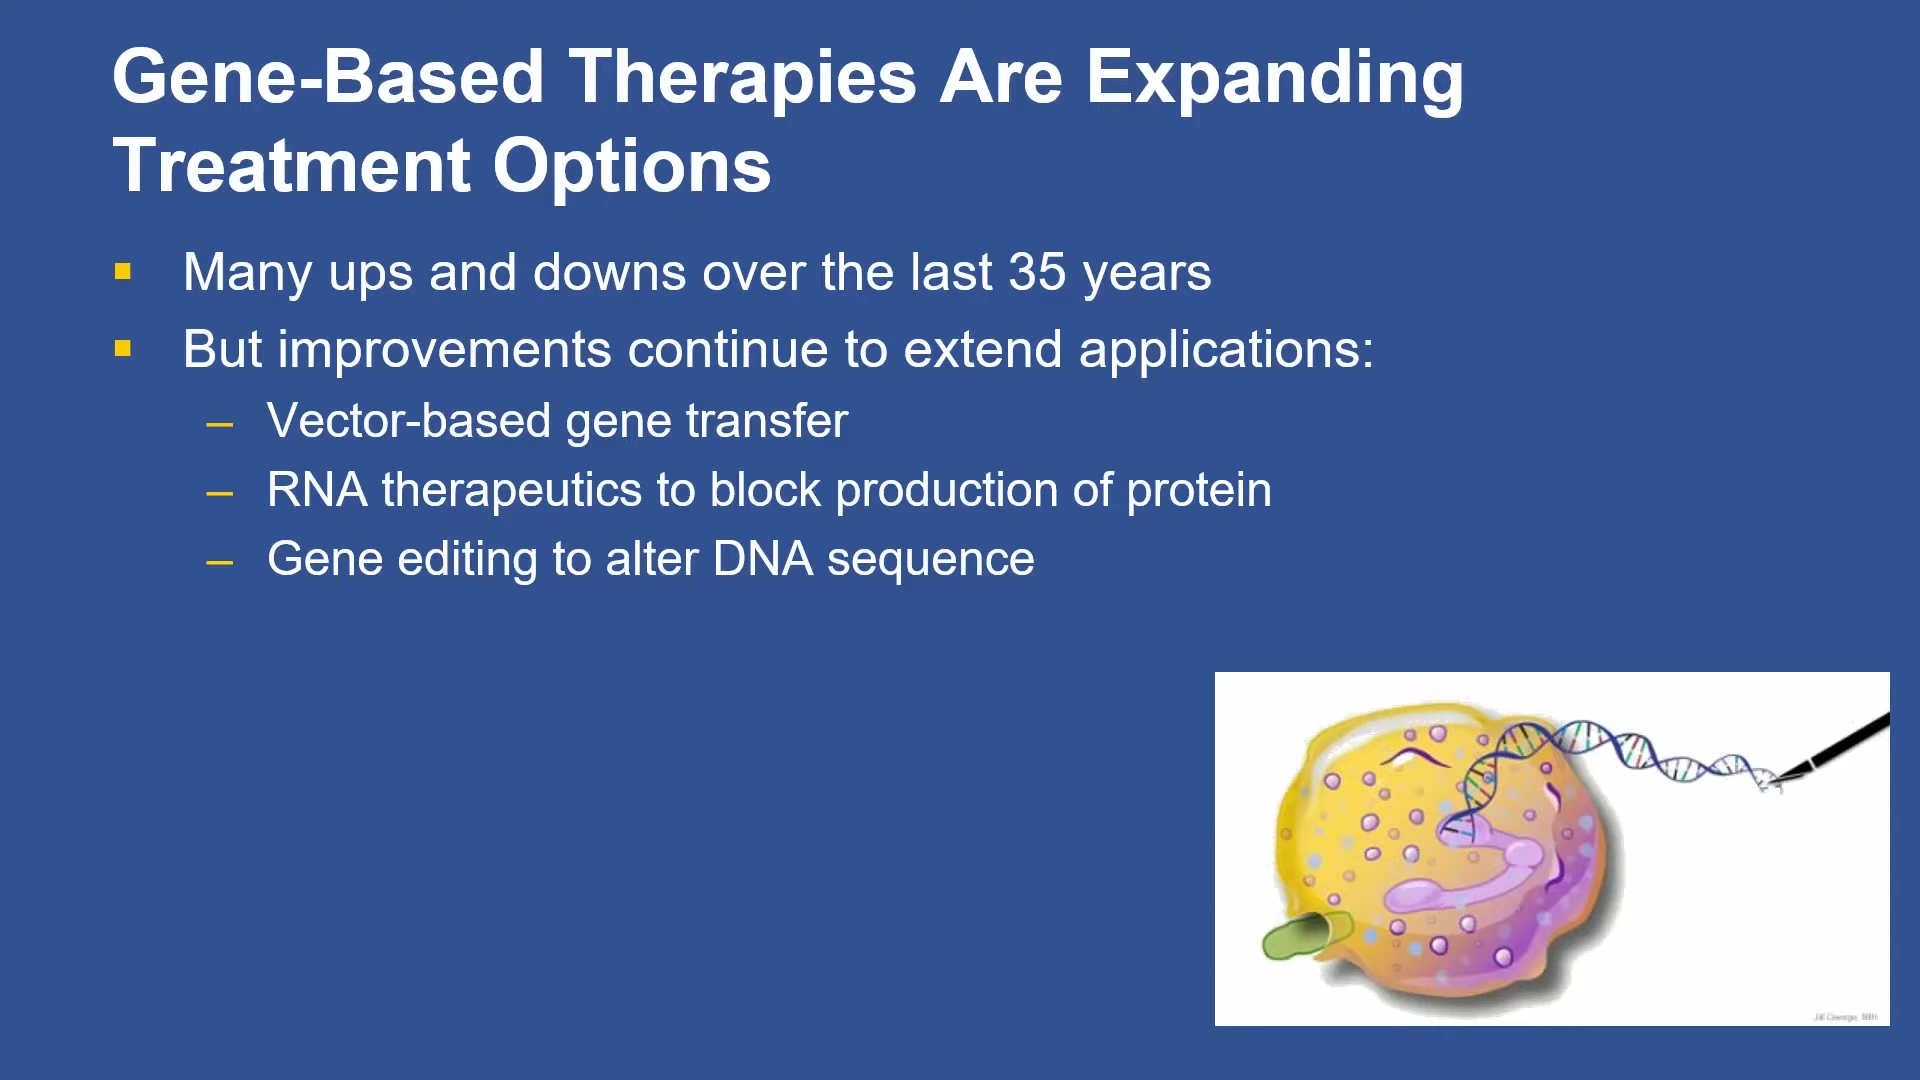 Gene-Based Therapies Are Expanding
Treatment Options
▪ Many ups and downs over the last 35 years
▪ But improvements continue to extend applications:
– Vector-based gene transfer
– RNA therapeutics to block production of protein
– Gene editing to alter DNA sequence
George, NIH